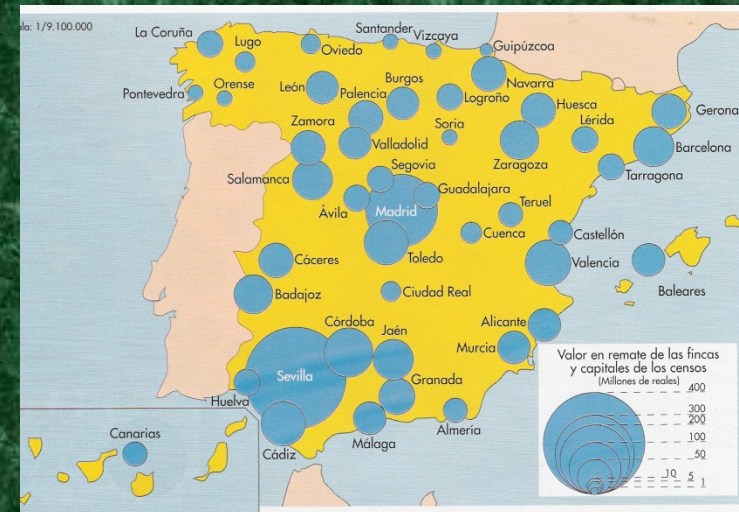 la: 1/9.100.000
La Coruña
Lugo
Oviedo
Santander
Vizcaya
Guipúzcoa
Pontevedra
Orense
León
Palencia
Burgos
Logroño
Navarra
Huesca
Lérida
Gerona
Zamora
Valladolid
Soria
Zaragoza
Barcelona
Tarragona
Salamanca
Segovia
Ávila
Madrid
Guadalajara
Teruel
Cuenca
Castellón
Toledo
Valencia
Baleares
Cáceres
Badajoz
Ciudad Real
Alicante
Murcia
Córdoba
Jaén
Sevilla
Granada
Huelva
Cádiz
Málaga
Almería
Canarias
Valor en remate de las fincas
y capitales de los censos
(Millones de reales)
400
300
200
100
50
10 5 1